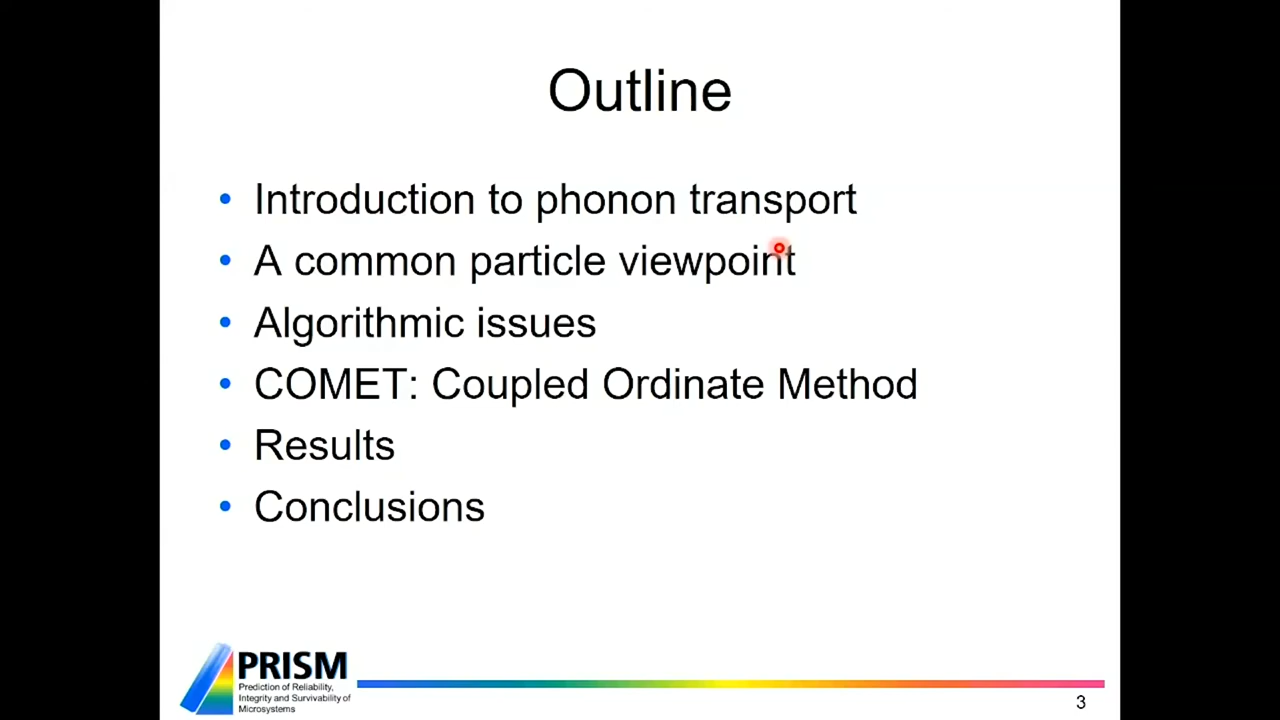 Outline
• Introduction to phonon transport
• A common particle viewpoint
• Algorithmic issues
• COMET: Coupled Ordinate Method
• Results
• Conclusions
PRISM
Prediction of Reliability,
Integrity and Survivability of
Microsystems
3